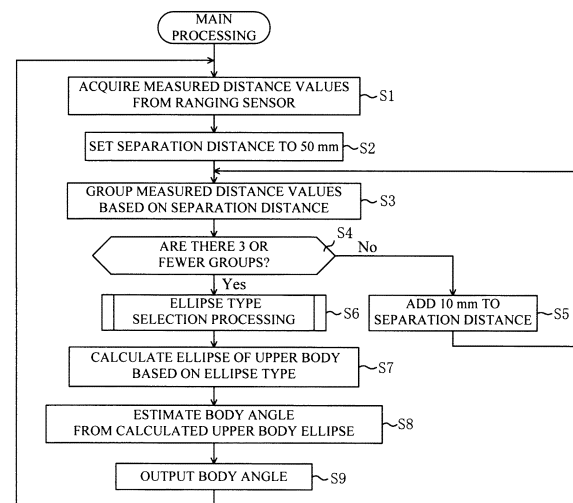 MAIN
PROCESSING
ACQUIRE MEASURED DISTANCE VALUES
FROM RANGING SENSOR
S1
SET SEPARATION DISTANCE TO 50 mm
S2
GROUP MEASURED DISTANCE VALUES
BASED ON SEPARATION DISTANCE
S3
ARE THERE 3 OR
FEWER GROUPS?
S4
No
Yes
ADD 10 mm TO
SEPARATION DISTANCE
S5
ELLIPSE TYPE
SELECTION PROCESSING
S6
CALCULATE ELLIPSE OF UPPER BODY
BASED ON ELLIPSE TYPE
S7
ESTIMATE BODY ANGLE
FROM CALCULATED UPPER BODY ELLIPSE
S8
OUTPUT BODY ANGLE
S9